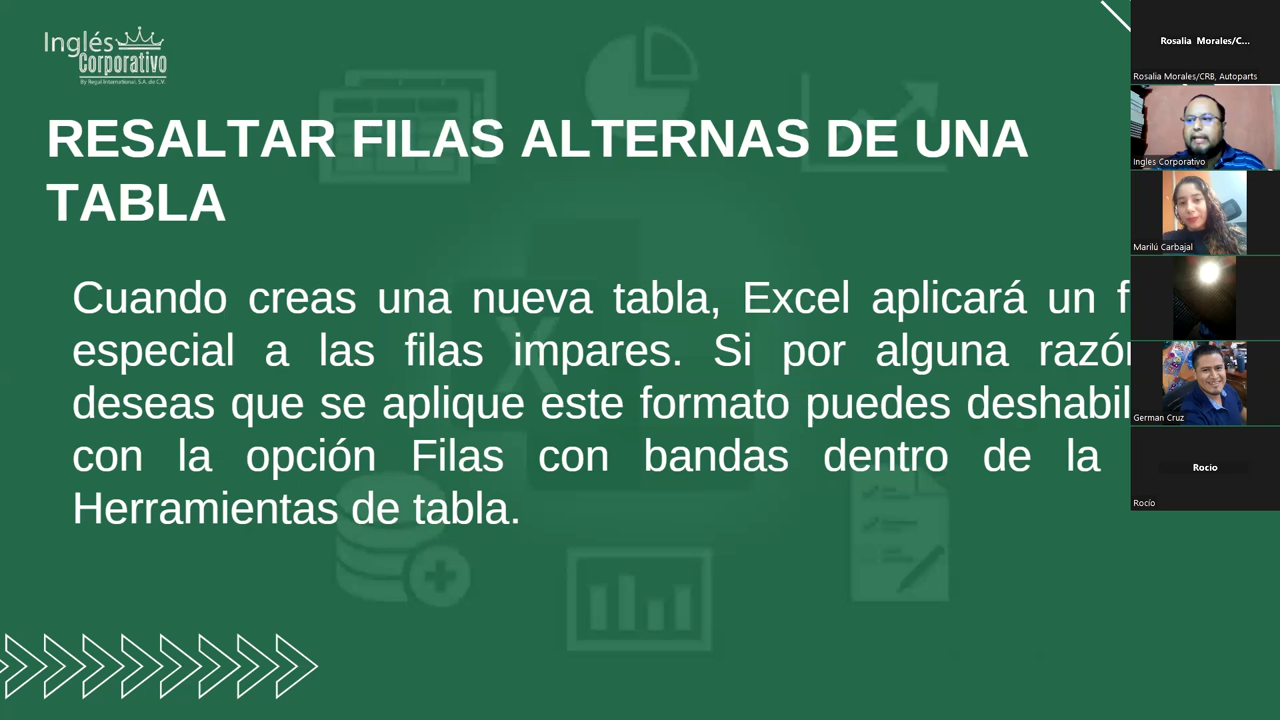 Inglés
Corporativo
By Regal International, S.A. de C.V.
RESALTAR FILAS ALTERNAS DE UNA
TABLA
Cuando creas una nueva tabla, Excel aplicará un f
especial a las filas impares. Si por alguna razón
deseas que se aplique este formato puedes deshabil
con la opción Filas con bandas dentro de la
Herramientas de tabla.
Rosalia Morales/C...
Rosalia Morales/CRB, Autoparts
Ingles Corporativo
Marilú Carbajal
German Cruz
Rocio
Rocío